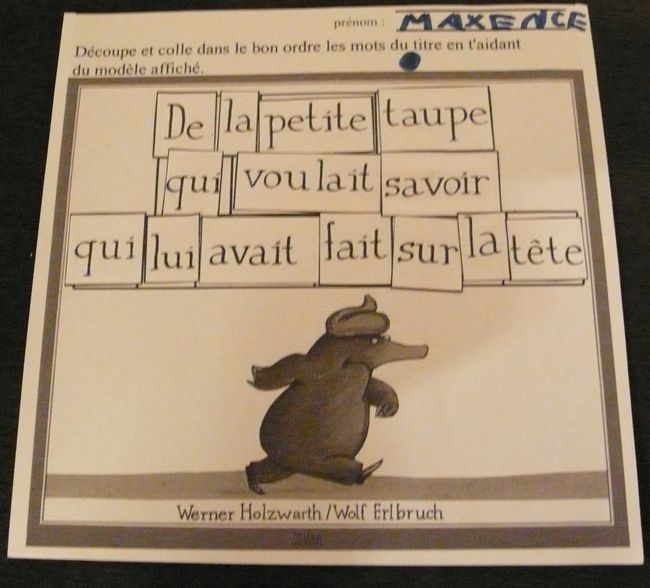 prénom : MAXENCE
Découpe et colle dans le bon ordre les mots du titre en t'aidant
du modèle affiché.
De la petite taupe
qui voulait savoir
qui lui avait fait sur la tête
Werner Holzwarth/Wolf Erlbruch